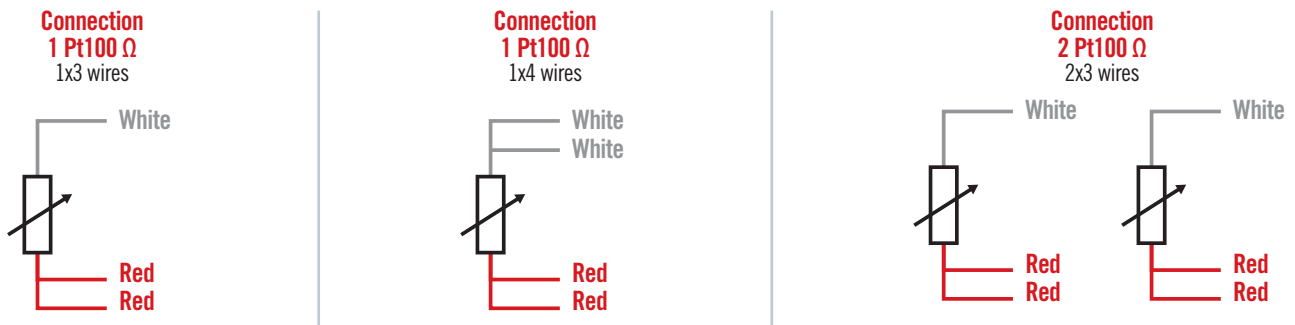 Connection
1 Pt100 Ω
1x3 wires
White
Red
Red
Connection
1 Pt100 Ω
1x4 wires
White
White
Red
Red
Connection
2 Pt100 Ω
2x3 wires
White
Red
Red
White
Red
Red